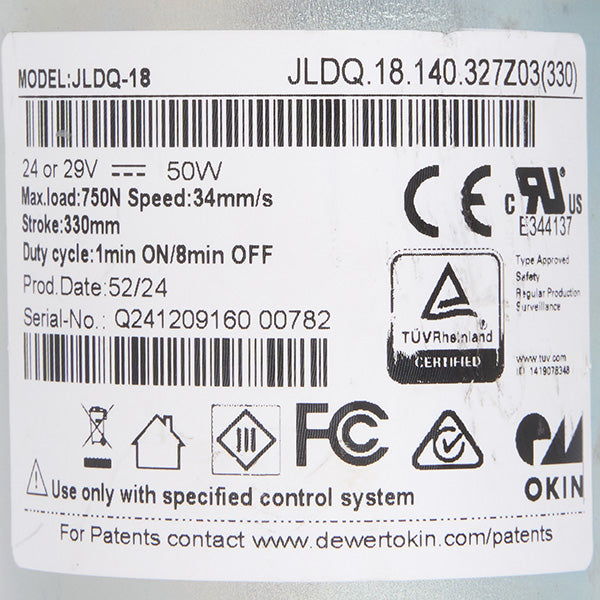 MODEL:JLDQ-18
JLDQ.18.140.327Z03(330)
24 or 29V 50W
Max.load:750N Speed:34mm/s
Stroke:330mm
Duty cycle:1min ON/8min OFF
Prod.Date:52/24
Serial-No.: Q241209160 00782
CE
c RU US
E344137
TÜVRheinland
CERTIFIED
Type Approved
Safety
Regular Production
Surveillance
www.tuv.com
ID 1419078348
FC
OKIN
⚠Use only with specified control system
For Patents contact www.dewertokin.com/patents